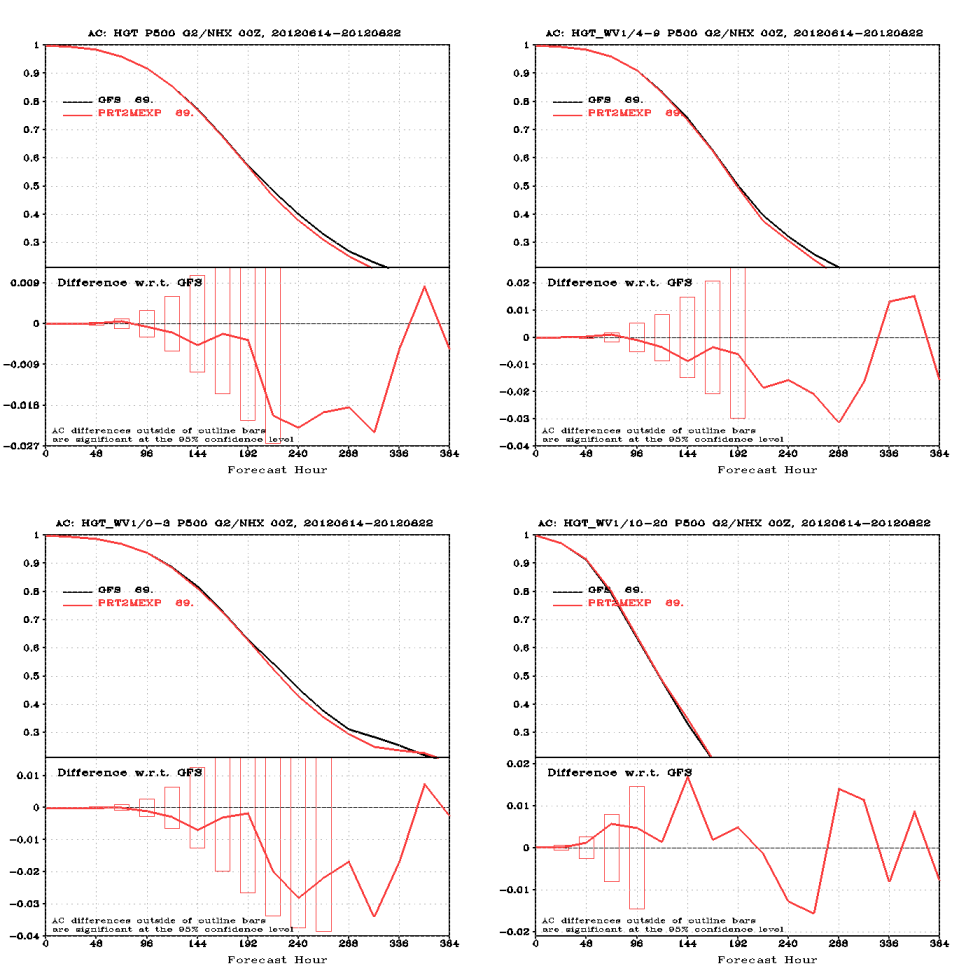 AC: HGT P500 G2/NHX 00Z, 20120614-20120822
1
0.9
0.8
0.7
0.6
0.5
0.4
0.3
GFS 69.
PRT2MEXP 69.
Difference w.r.t. GFS
0.009
0
-0.009
-0.018
-0.027
AC differences outside of outline bars
are significant at the 95% confidence level
0 48 96 144 192 240 288 336 384
Forecast Hour
AC: HGT_WV1/4-9 P500 G2/NHX 00Z, 20120614-20120822
1
0.9
0.8
0.7
0.6
0.5
0.4
0.3
GFS 69.
PRT2MEXP 69.
Difference w.r.t. GFS
0.02
0.01
0
-0.01
-0.02
-0.03
-0.04
AC differences outside of outline bars
are significant at the 95% confidence level
0 48 96 144 192 240 288 336 384
Forecast Hour
AC: HGT_WV1/0-3 P500 G2/NHX 00Z, 20120614-20120822
1
0.9
0.8
0.7
0.6
0.5
0.4
0.3
GFS 69.
PRT2MEXP 69.
Difference w.r.t. GFS
0.01
0
-0.01
-0.02
-0.03
-0.04
AC differences outside of outline bars
are significant at the 95% confidence level
0 48 96 144 192 240 288 336 384
Forecast Hour
AC: HGT_WV1/10-20 P500 G2/NHX 00Z, 20120614-20120822
1
0.9
0.8
0.7
0.6
0.5
0.4
0.3
GFS 69.
PRT2MEXP 69.
Difference w.r.t. GFS
0.02
0.01
0
-0.01
-0.02
AC differences outside of outline bars
are significant at the 95% confidence level
0 48 96 144 192 240 288 336 384
Forecast Hour